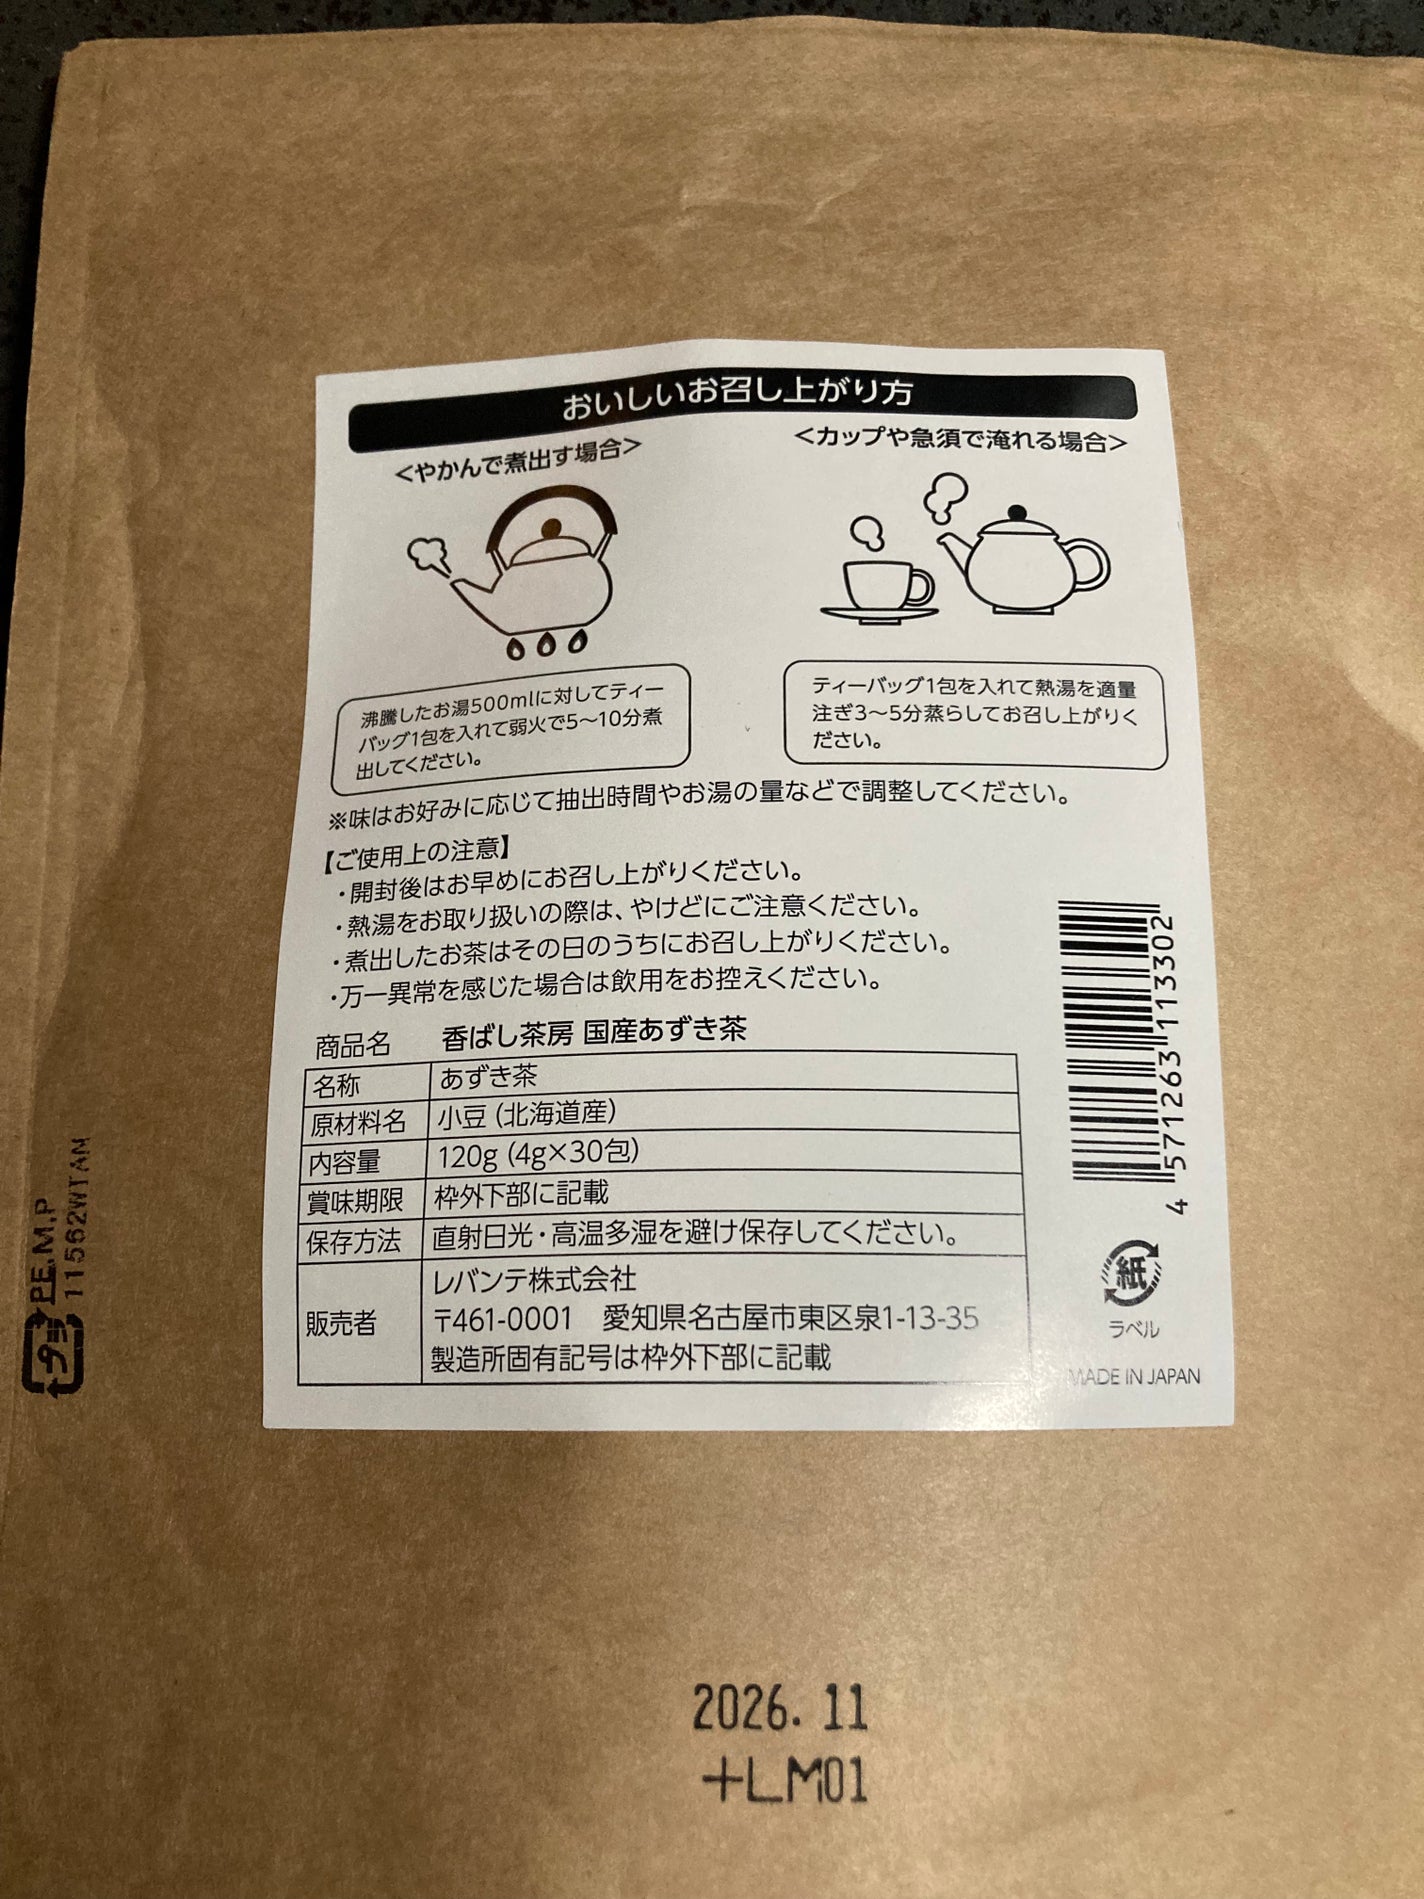 おいしいお召し上がり方
＜やかんで煮出す場合＞
沸騰したお湯500mlに対してティー
バッグ1包を入れて弱火で5〜10分煮
出してください。
＜カップや急須で淹れる場合＞
ティーバッグ1包を入れて熱湯を適量
注ぎ3〜5分蒸らしてお召し上がりく
ださい。
※味はお好みに応じて抽出時間やお湯の量などで調整してください。
【ご使用上の注意】
・開封後はお早めにお召し上がりください。
・熱湯をお取り扱いの際は、やけどにご注意ください。
・煮出したお茶はその日のうちにお召し上がりください。
・万一異常を感じた場合は飲用をお控えください。
商品名 香ばし茶房 国産あずき茶
名称 あずき茶
原材料名 小豆（北海道産）
内容量 120g（4g×30包）
賞味期限 枠外下部に記載
保存方法 直射日光・高温多湿を避け保存してください。
販売者 レバンテ株式会社
〒461-0001 愛知県名古屋市東区泉1-13-35
製造所固有記号は枠外下部に記載
4 571263 113302
紙
ラベル
MADE IN JAPAN
プラ PE,M,P
11562WTAN
2026. 11
+LM01